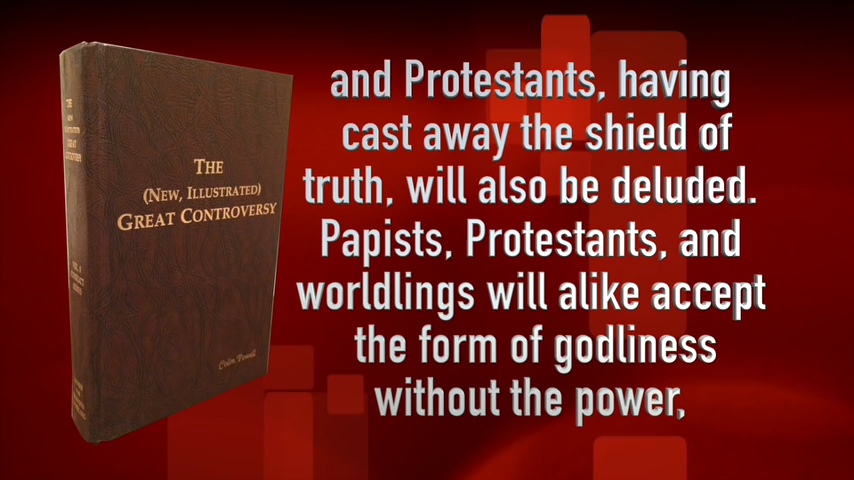 THE
(NEW, ILLUSTRATED)
GREAT CONTROVERSY
and Protestants, having
cast away the shield of
truth, will also be deluded.
Papists, Protestants, and
worldlings will alike accept
the form of godliness
without the power,